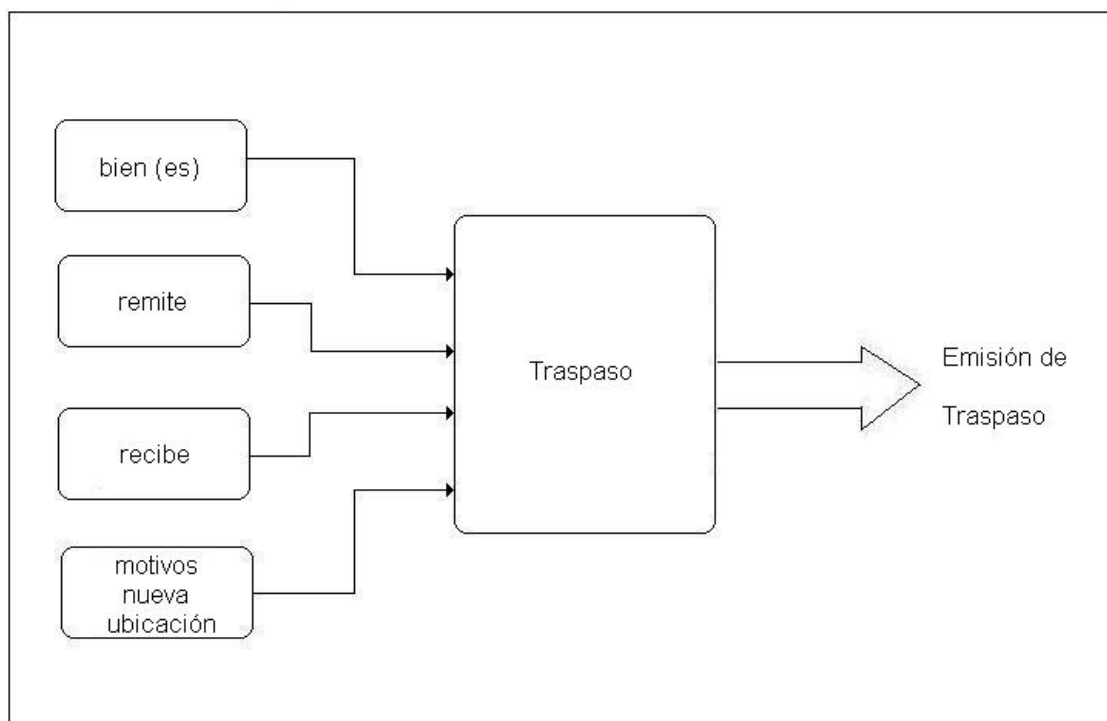 bien (es)
remite
recibe
motivos
nueva
ubicación
Traspaso
Emisión de
Traspaso